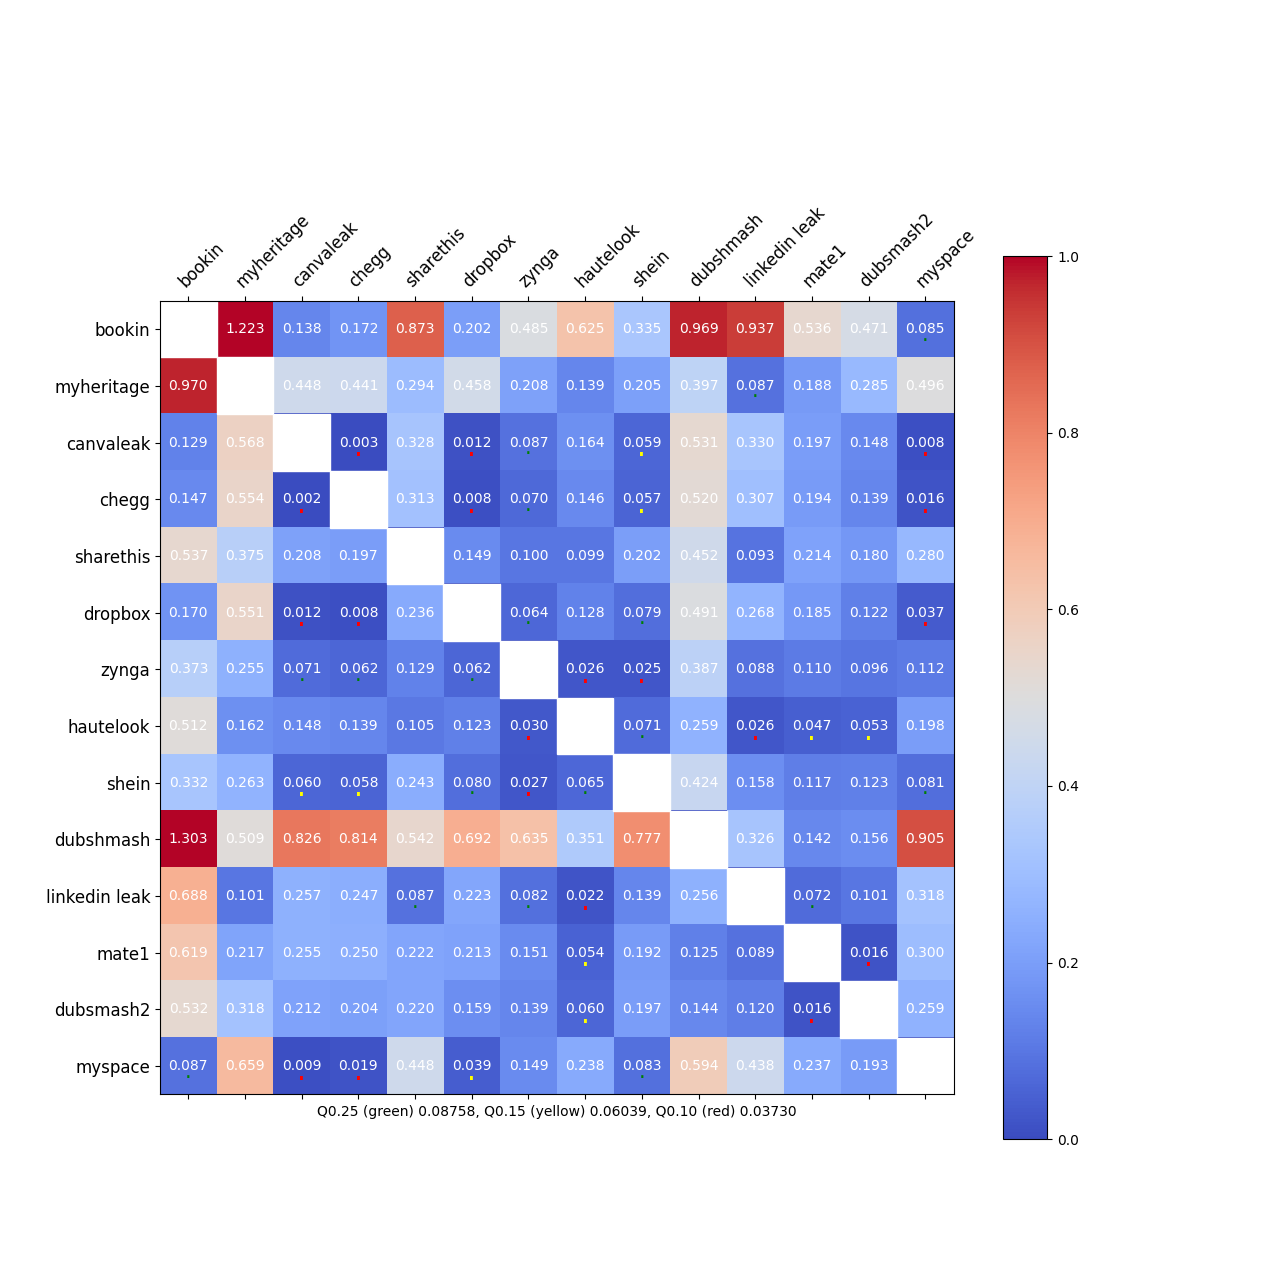 bookin myheritage canvaleak chegg sharethis dropbox zynga hautelook shein dubshmash linkedin leak mate1 dubsmash2 myspace
bookin 1.223 0.138 0.172 0.873 0.202 0.485 0.625 0.335 0.969 0.937 0.536 0.471 0.085
myheritage 0.970 0.448 0.441 0.294 0.458 0.208 0.139 0.205 0.397 0.087 0.188 0.285 0.496
canvaleak 0.129 0.568 0.003 0.328 0.012 0.087 0.164 0.059 0.531 0.330 0.197 0.148 0.008
chegg 0.147 0.554 0.002 0.313 0.008 0.070 0.146 0.057 0.520 0.307 0.194 0.139 0.016
sharethis 0.537 0.375 0.208 0.197 0.149 0.100 0.099 0.202 0.452 0.093 0.214 0.180 0.280
dropbox 0.170 0.551 0.012 0.008 0.236 0.064 0.128 0.079 0.491 0.268 0.185 0.122 0.037
zynga 0.373 0.255 0.071 0.062 0.129 0.062 0.026 0.025 0.387 0.088 0.110 0.096 0.112
hautelook 0.512 0.162 0.148 0.139 0.105 0.123 0.030 0.071 0.259 0.026 0.047 0.053 0.198
shein 0.332 0.263 0.060 0.058 0.243 0.080 0.027 0.065 0.424 0.158 0.117 0.123 0.081
dubshmash 1.303 0.509 0.826 0.814 0.542 0.692 0.635 0.351 0.777 0.326 0.142 0.156 0.905
linkedin leak 0.688 0.101 0.257 0.247 0.087 0.223 0.082 0.022 0.139 0.256 0.072 0.101 0.318
mate1 0.619 0.217 0.255 0.250 0.222 0.213 0.151 0.054 0.192 0.125 0.089 0.016 0.300
dubsmash2 0.532 0.318 0.212 0.204 0.220 0.159 0.139 0.060 0.197 0.144 0.120 0.016 0.259
myspace 0.087 0.659 0.009 0.019 0.448 0.039 0.149 0.238 0.083 0.594 0.438 0.237 0.193
Q0.25 (green) 0.08758, Q0.15 (yellow) 0.06039, Q0.10 (red) 0.03730
1.0
0.8
0.6
0.4
0.2
0.0